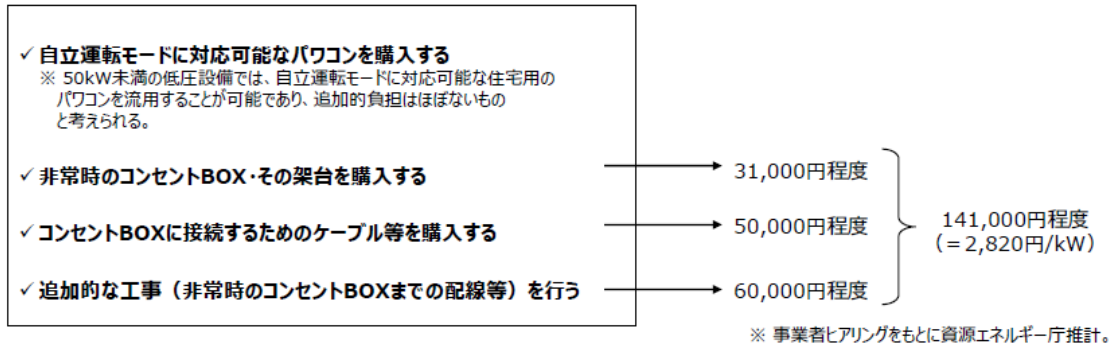 ✓ 自立運転モードに対応可能なパワコンを購入する
※ 50kW未満の低圧設備では、自立運転モードに対応可能な住宅用の
パワコンを流用することが可能であり、追加的負担はほぼないもの
と考えられる。
✓ 非常時のコンセントBOX・その架台を購入する
31,000円程度
✓ コンセントBOXに接続するためのケーブル等を購入する
50,000円程度
✓ 追加的な工事（非常時のコンセントBOXまでの配線等）を行う
60,000円程度
141,000円程度
（＝2,820円/kW）
※ 事業者ヒアリングをもとに資源エネルギー庁推計。